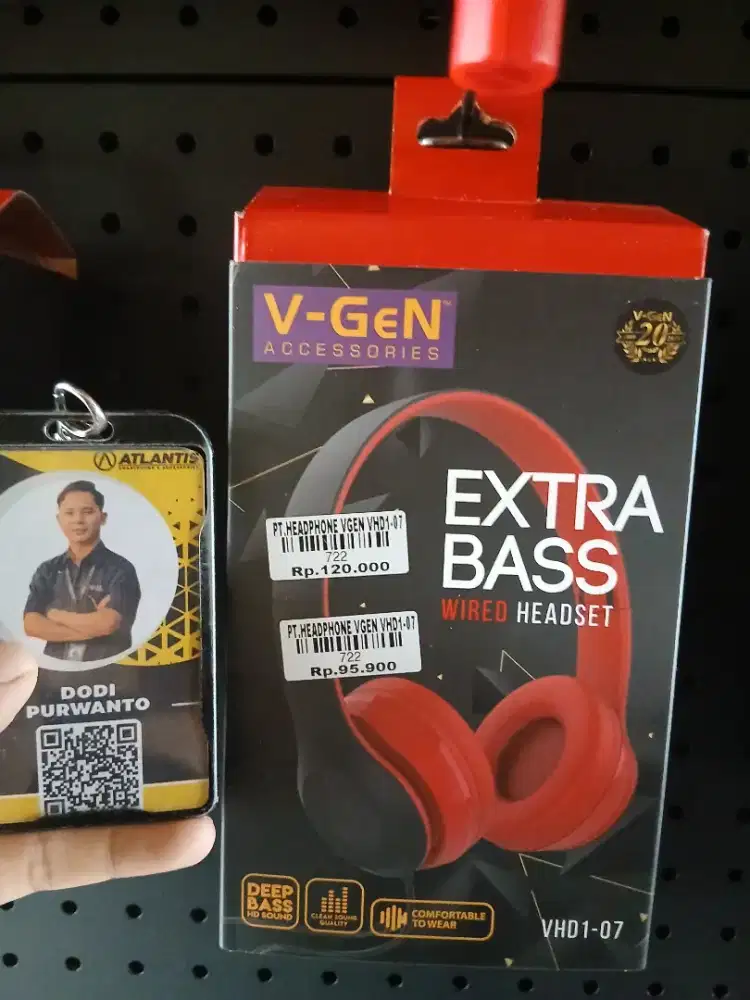 V-GeN™
ACCESSORIES
V-GeN
20
EXTRA
BASS
WIRED HEADSET
PT.HEADPHONE VGEN VHD1-07
722
Rp.120.000
PT.HEADPHONE VGEN VHD1-07
722
Rp.95.900
DEEP
BASS
HD SOUND
CLEAN SOUND
QUALITY
COMFORTABLE
TO WEAR
VHD1-07
ATLANTIS
DODI
PURWANTO